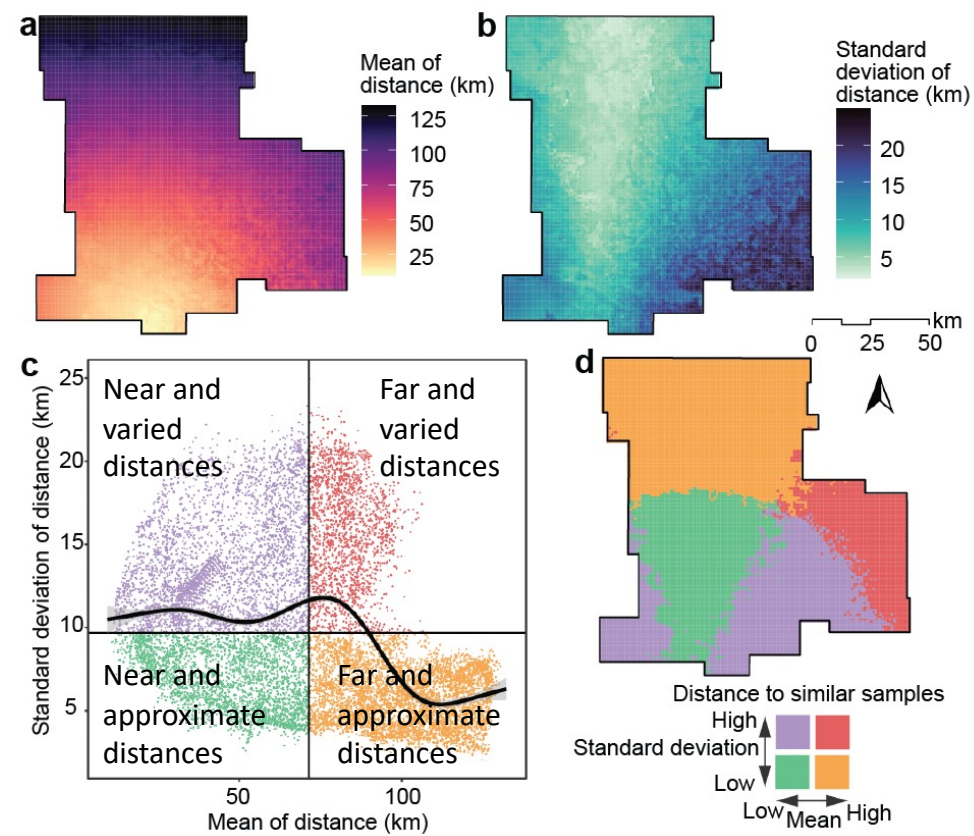 a
Mean of
distance (km)
125
100
75
50
25
b
Standard
deviation of
distance (km)
20
15
10
5
km
0 25 50
c
Standard deviation of distance (km)
25
20
15
10
5
Near and
varied
distances
Far and
varied
distances
Near and
approximate
distances
Far and
approximate
distances
50 100
Mean of distance (km)
d
Distance to similar samples
High
Standard deviation
Low
Low Mean High